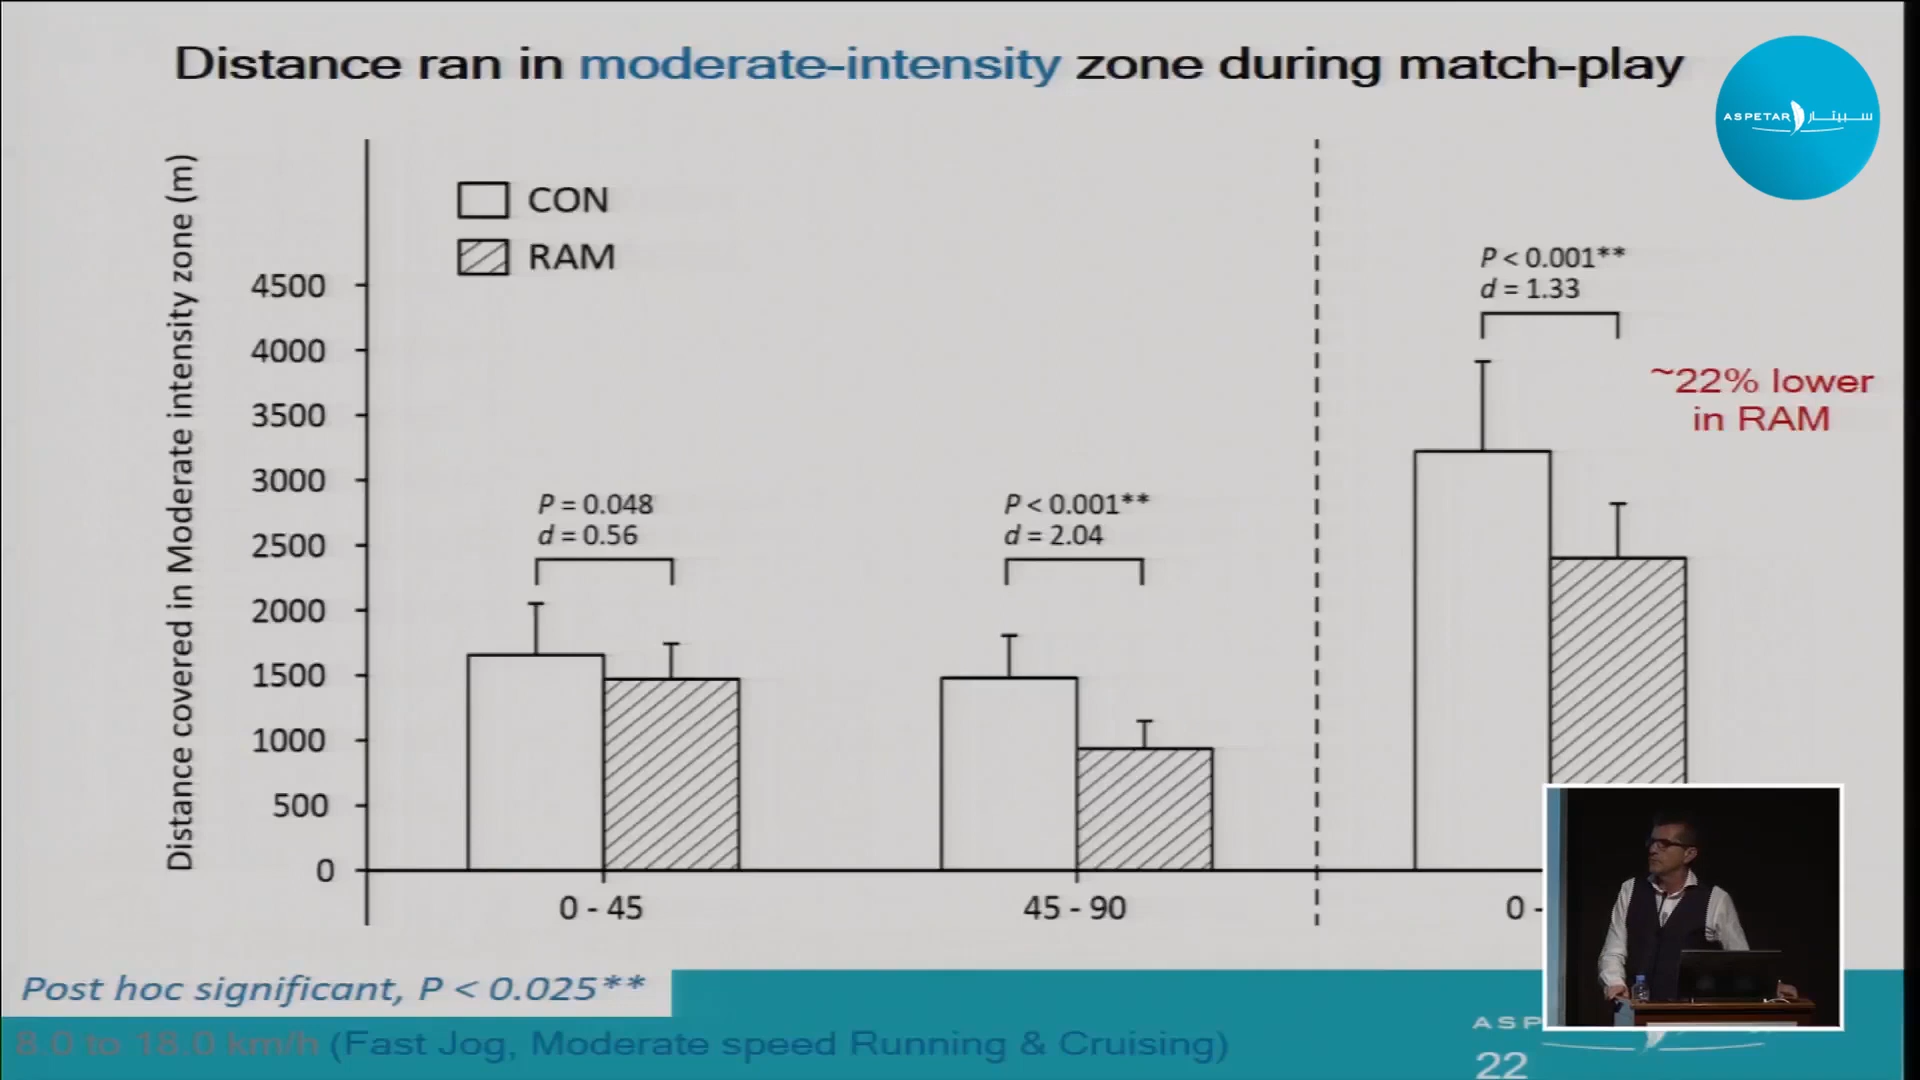 Distance ran in moderate-intensity zone during match-play
ASPETAR سبيتار
Distance covered in Moderate intensity zone (m)
CON
RAM
4500
4000
3500
3000
2500
2000
1500
1000
500
0
P = 0.048
d = 0.56
P < 0.001**
d = 2.04
P < 0.001**
d = 1.33
~22% lower
in RAM
0 - 45
45 - 90
0 -
Post hoc significant, P < 0.025**
8.0 to 18.0 km/h (Fast Jog, Moderate speed Running & Cruising)
ASP
22